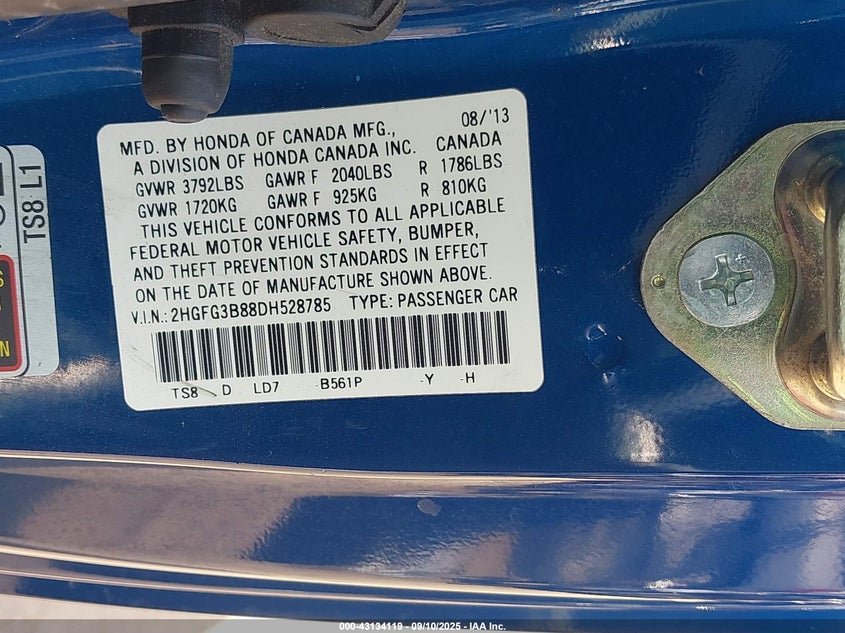 08/'13
MFD. BY HONDA OF CANADA MFG.,
A DIVISION OF HONDA CANADA INC. CANADA
GVWR 3792LBS GAWR F 2040LBS R 1786LBS
GVWR 1720KG GAWR F 925KG R 810KG
THIS VEHICLE CONFORMS TO ALL APPLICABLE
FEDERAL MOTOR VEHICLE SAFETY, BUMPER,
AND THEFT PREVENTION STANDARDS IN EFFECT
ON THE DATE OF MANUFACTURE SHOWN ABOVE.
V.I.N.: 2HGFG3B88DH528785 TYPE: PASSENGER CAR
TS8 D LD7 B561P -Y -H
TS8 L1
000-43134119 - 09/10/2025 - IAA Inc.